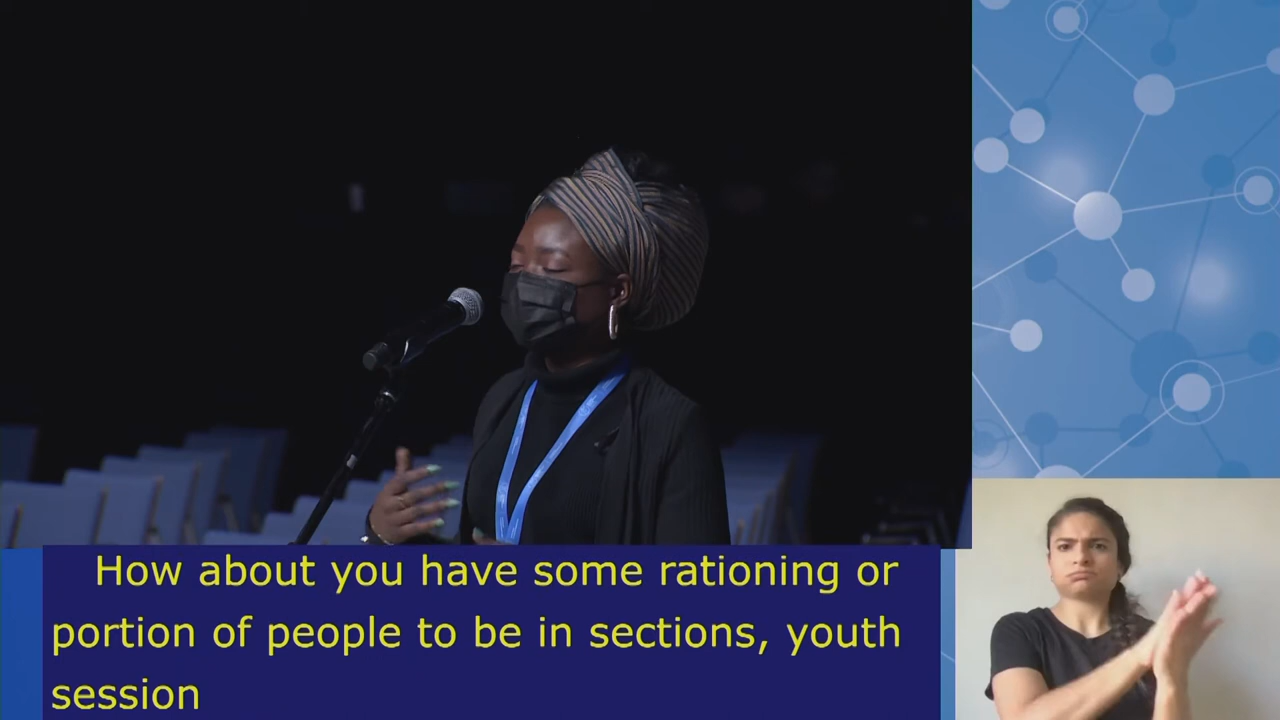 How about you have some rationing or
portion of people to be in sections, youth
session